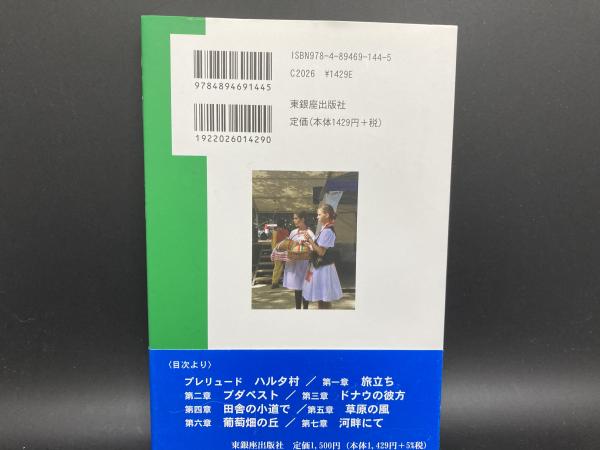 ISBN978-4-89469-144-5
C2026 ¥1429E
9784894691445
東銀座出版社
定価(本体1429円+税)
1922026014290
〈目次より〉
プレリュード ハルタ村 / 第一章 旅立ち
第二章 ブダペスト / 第三章 ドナウの彼方
第四章 田舎の小道で / 第五章 草原の風
第六章 葡萄畑の丘 / 第七章 河畔にて
東銀座出版社 定価1,500円 (本体1,429円+5%税)